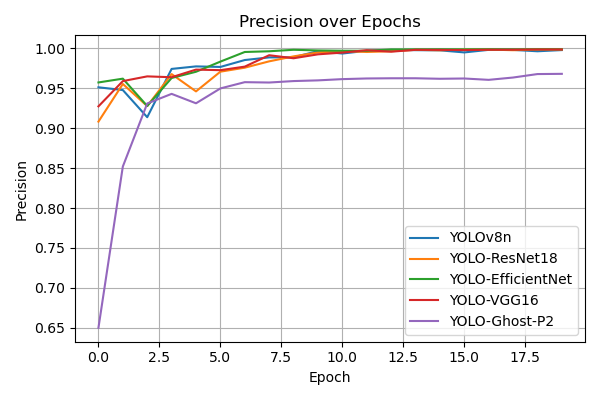 Precision over Epochs
Precision
1.00
0.95
0.90
0.85
0.80
0.75
0.70
0.65
YOLOv8n
YOLO-ResNet18
YOLO-EfficientNet
YOLO-VGG16
YOLO-Ghost-P2
0.0 2.5 5.0 7.5 10.0 12.5 15.0 17.5
Epoch